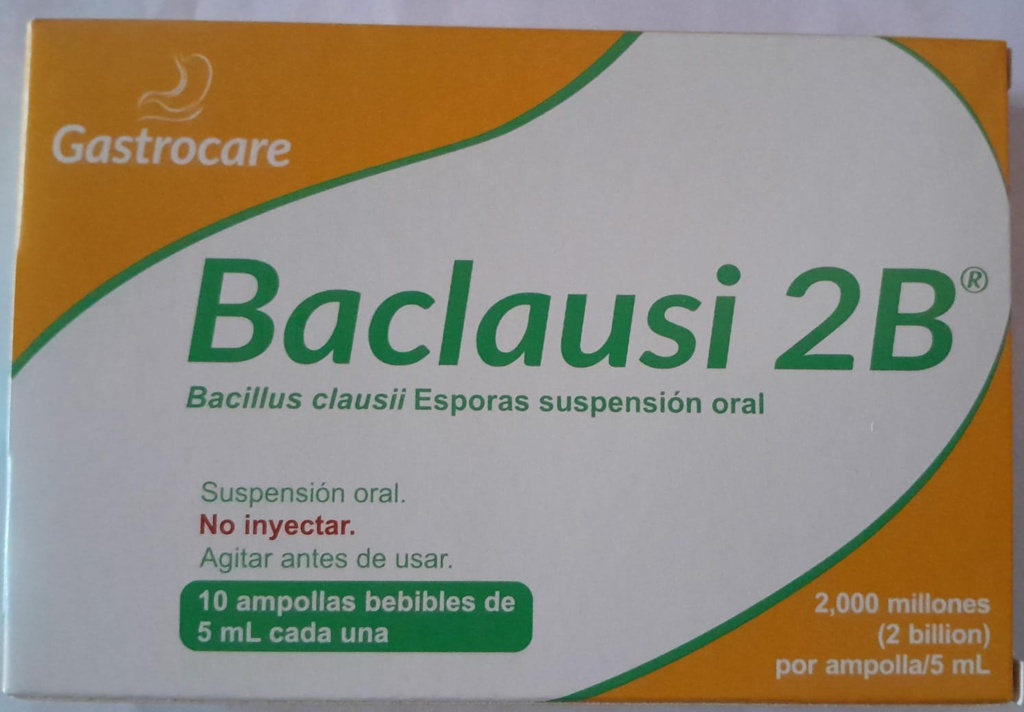 Gastrocare
Baclausi 2B®
Bacillus clausii Esporas suspensión oral
Suspensión oral.
No inyectar.
Agitar antes de usar.
10 ampollas bebibles de
5 mL cada una
2,000 millones
(2 billion)
por ampolla/5 mL